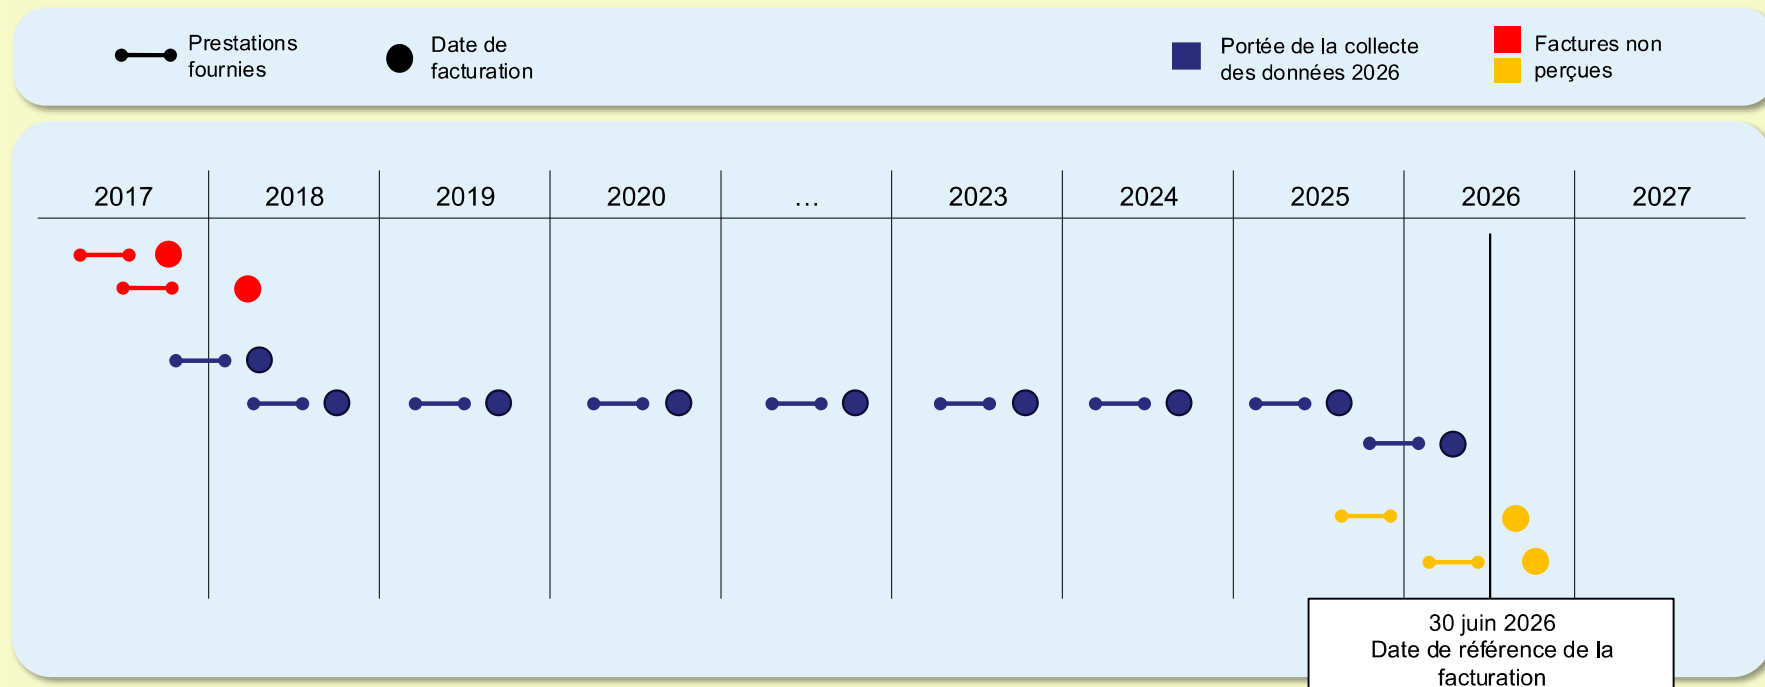 Prestations
fournies
Date de
facturation
Portée de la collecte
des données 2026
Factures non
perçues
2017
2018
2019
2020
...
2023
2024
2025
2026
2027
30 juin 2026
Date de référence de la
facturation